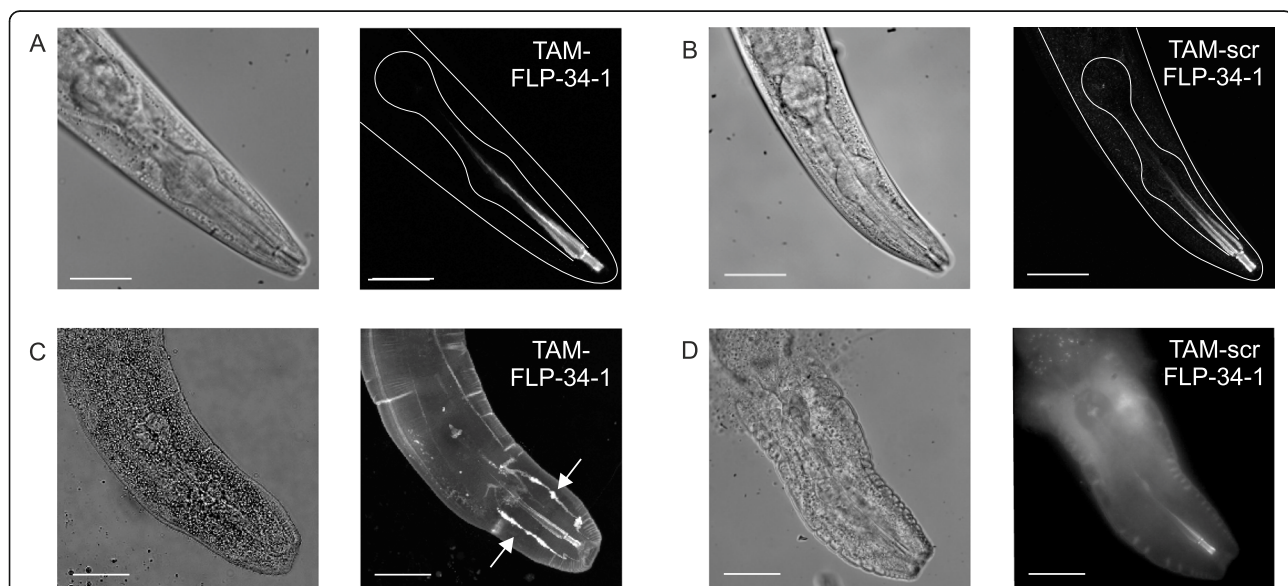 A
TAM-
FLP-34-1
B
TAM-scr
FLP-34-1
C
TAM-
FLP-34-1
D
TAM-scr
FLP-34-1